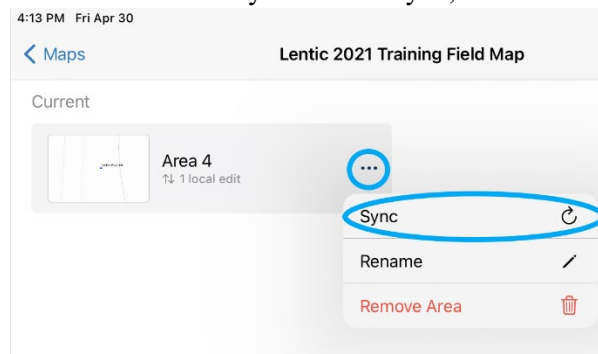 4:13 PM Fri Apr 30
Maps
Lentic 2021 Training Field Map
Current
Area 4
1 local edit
Sync
Rename
Remove Area